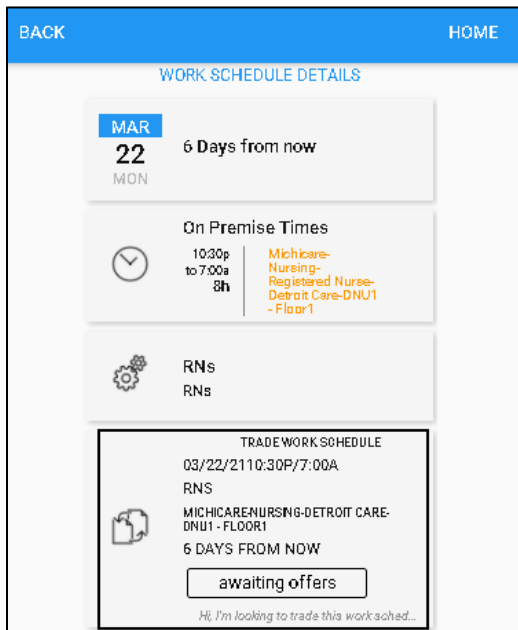 BACK
HOME
WORK SCHEDULE DETAILS
MAR
22
MON
6 Days from now
On Premise Times
10:30p
to 7:00a
8h
Michicare-
Nursing-
Registered Nurse-
Detroit Care-DNU1
- Floor1
RNs
RNs
TRADE WORK SCHEDULE
03/22/2110:30P/7:00A
RNS
MICHICARE-NURSING-DETROIT CARE-
DNU1 - FLOOR1
6 DAYS FROM NOW
awaiting offers
Hi, I'm looking to trade this work sched...